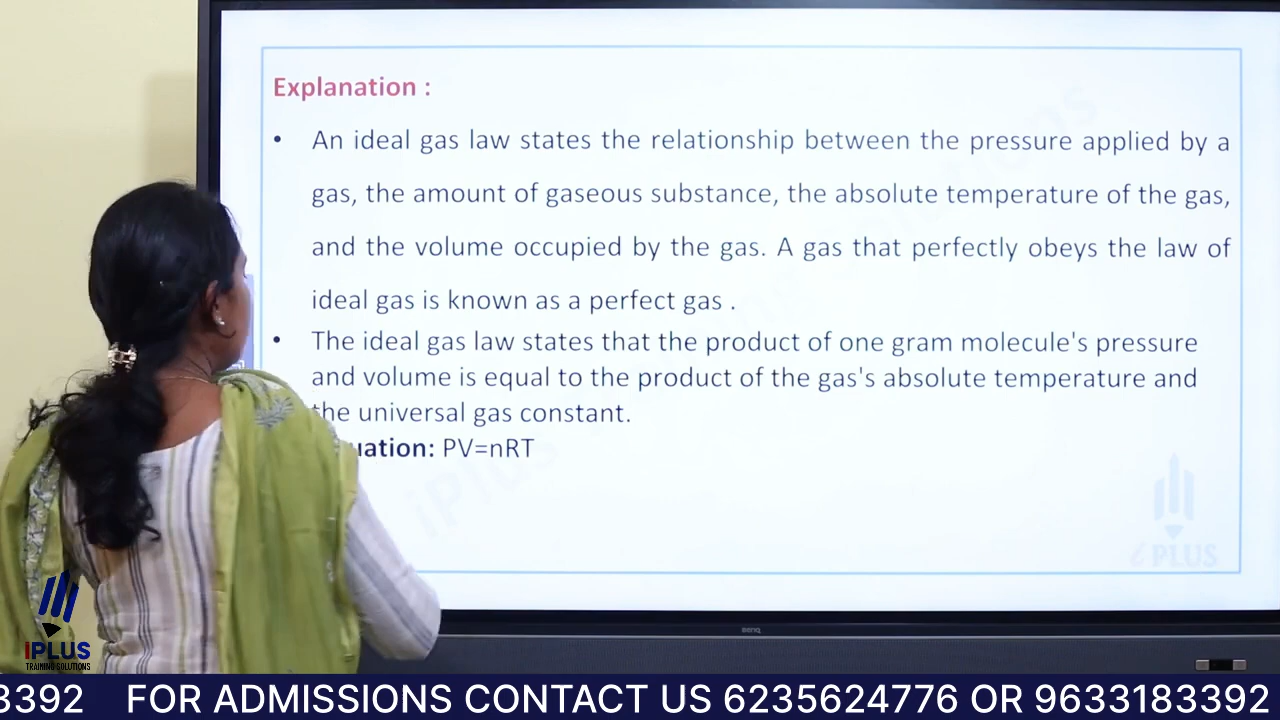 Explanation :
• An ideal gas law states the relationship between the pressure applied by a
gas, the amount of gaseous substance, the absolute temperature of the gas,
and the volume occupied by the gas. A gas that perfectly obeys the law of
ideal gas is known as a perfect gas .
• The ideal gas law states that the product of one gram molecule's pressure
and volume is equal to the product of the gas's absolute temperature and
the universal gas constant.
uation: PV=nRT
iPLUS
BenQ
iPLUS
TRAINING SOLUTIONS
3392 FOR ADMISSIONS CONTACT US 6235624776 OR 9633183392